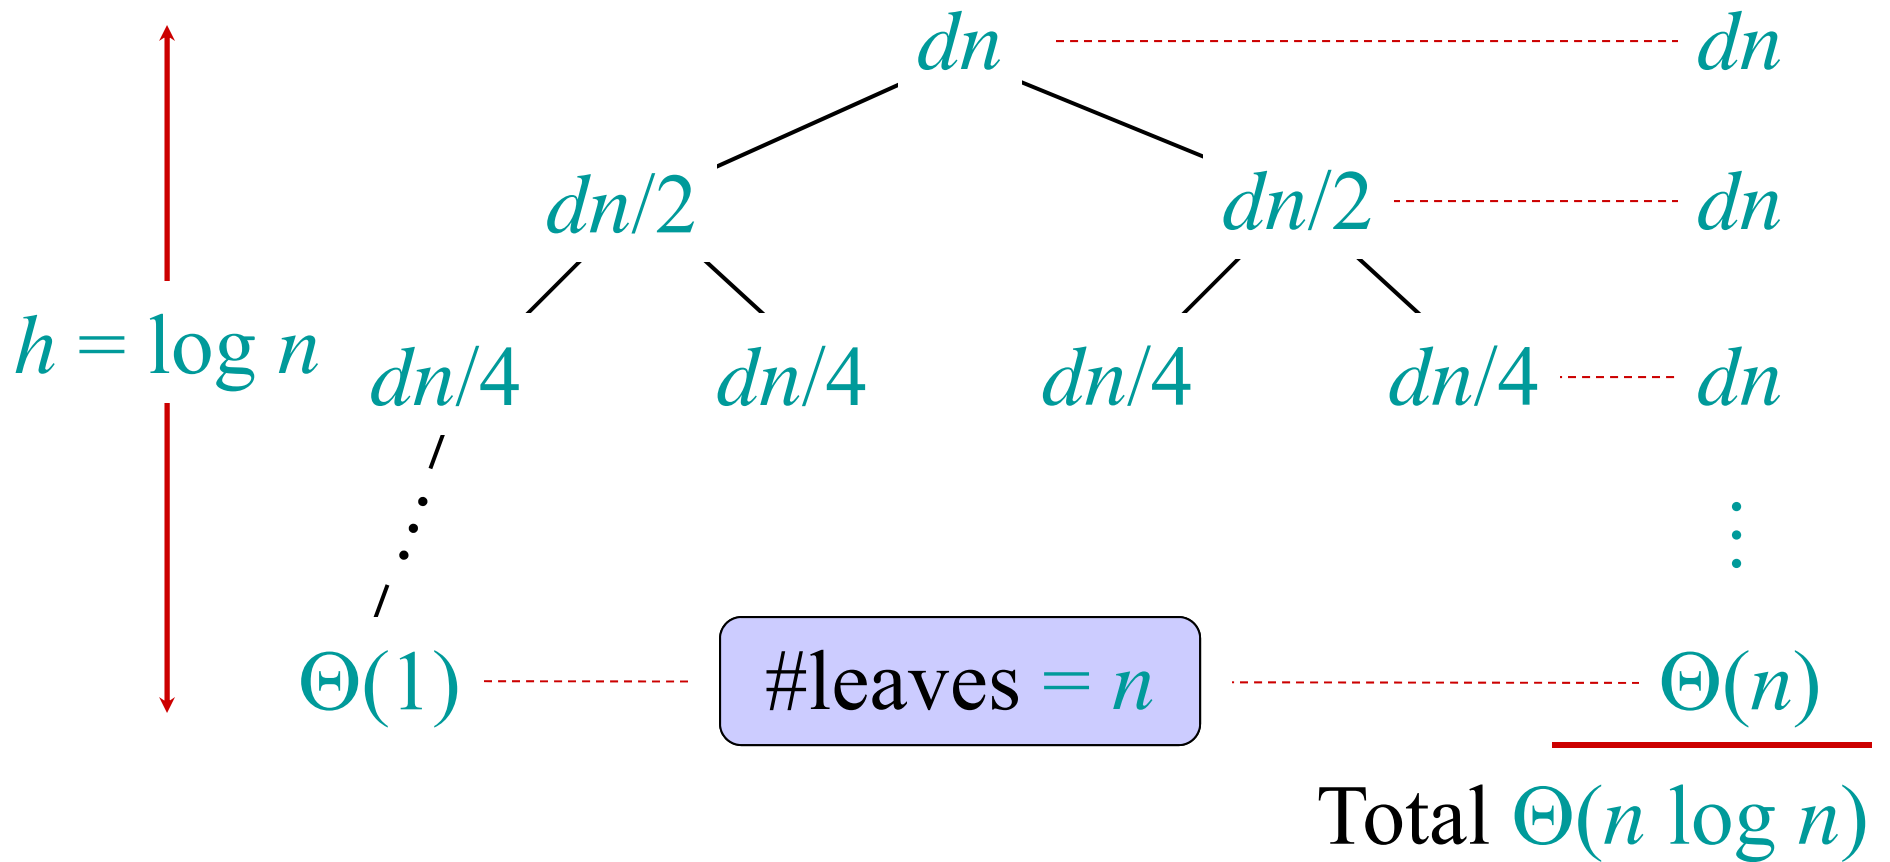 dn dn
dn/2 dn/2 dn
h = log n
dn/4 dn/4 dn/4 dn/4 dn
Θ(1) #leaves = n Θ(n)
Total Θ(n log n)